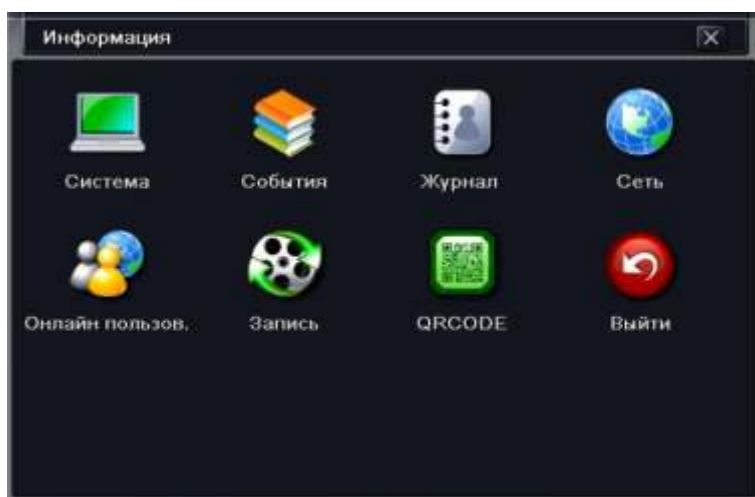 Информация
Система
События
Журнал
Сеть
Онлайн пользов.
Запись
QRCODE
Выйти